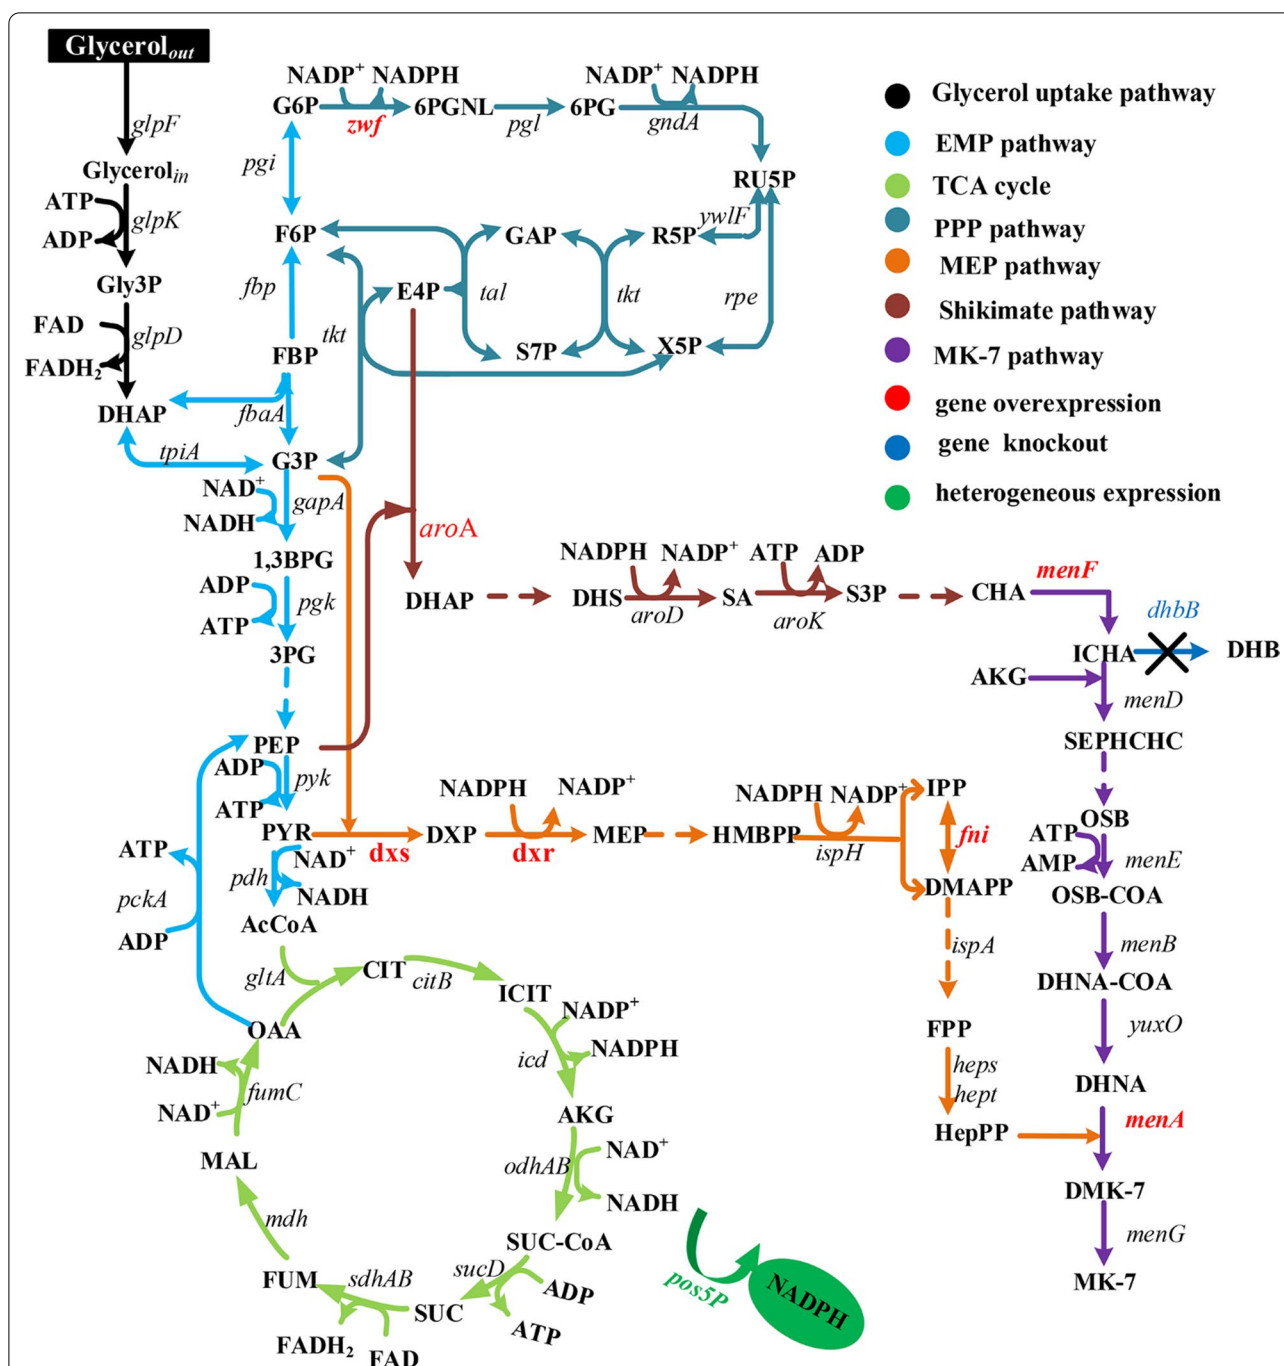 Glycerolout
glpF
Glycerolin
ATP
glpK
ADP
Gly3P
FAD
glpD
FADH2
DHAP
tpiA
NADP+ NADPH
G6P
zwf
6PGNL
pgl
6PG
NADP+ NADPH
gndA
RU5P
pgi
F6P
fbp
FBP
fbaA
G3P
tkt
E4P
tal
GAP
S7P
tkt
R5P
ywlF
X5P
rpe
Glycerol uptake pathway
EMP pathway
TCA cycle
PPP pathway
MEP pathway
Shikimate pathway
MK-7 pathway
gene overexpression
gene knockout
heterogeneous expression
NAD+
NADH
gapA
1,3BPG
ADP
ATP
pgk
3PG
PEP
ADP
ATP
pyk
PYR
NAD+
NADH
pdh
AcCoA
ATP
pckA
ADP
aroA
DHAP
DHS
NADPH NADP+
aroD
SA
ATP ADP
aroK
S3P
CHA
menF
ICHA
dhbB
DHB
AKG
menD
SEPHCHC
OSB
ATP
AMP
menE
OSB-COA
menB
DHNA-COA
yuxO
DHNA
menA
DMK-7
menG
MK-7
dxs
DXP
NADPH NADP+
dxr
MEP
HMBPP
NADPH NADP+
ispH
IPP
fni
DMAPP
ispA
FPP
heps
hept
HepPP
gltA
CIT
citB
ICIT
NADP+
NADPH
icd
AKG
NAD+
NADH
odhAB
SUC-CoA
sucD
ADP
ATP
SUC
sdhAB
FAD
FADH2
FUM
mdh
MAL
NAD+
NADH
fumC
OAA
pos5P
NADPH